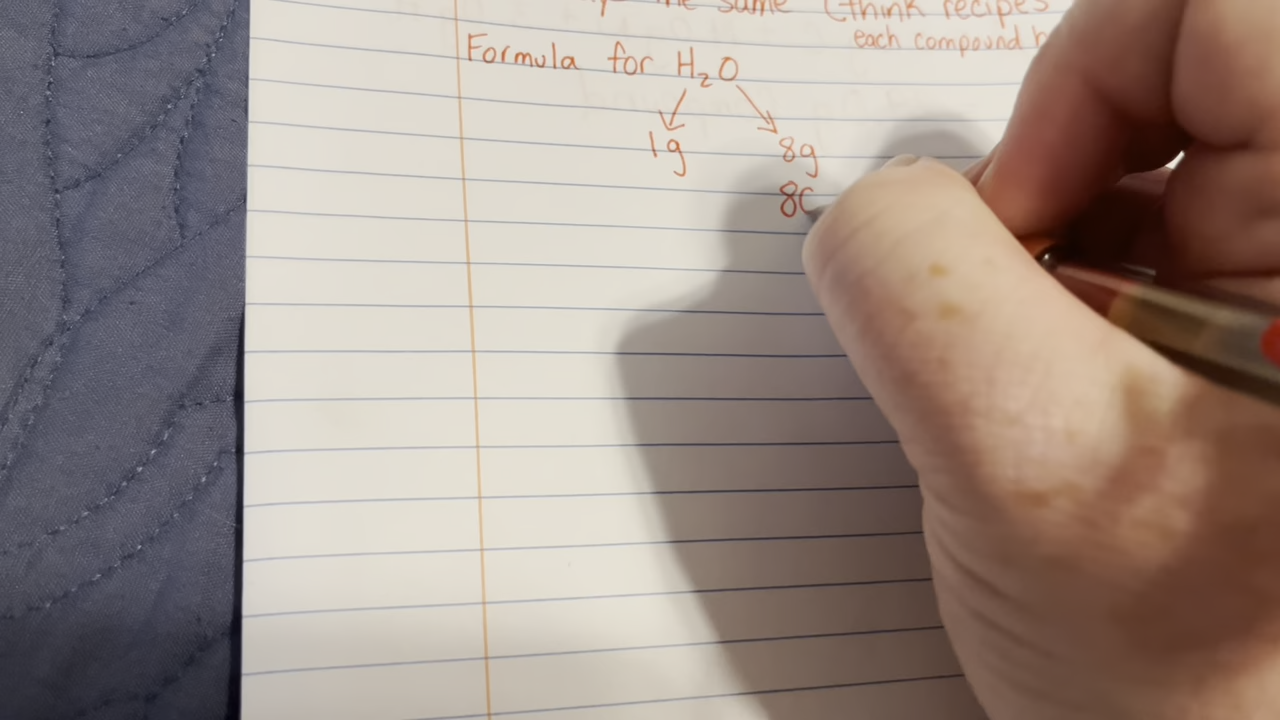 the same (think recipes
each compound
Formula for H₂O
1g 8g
8